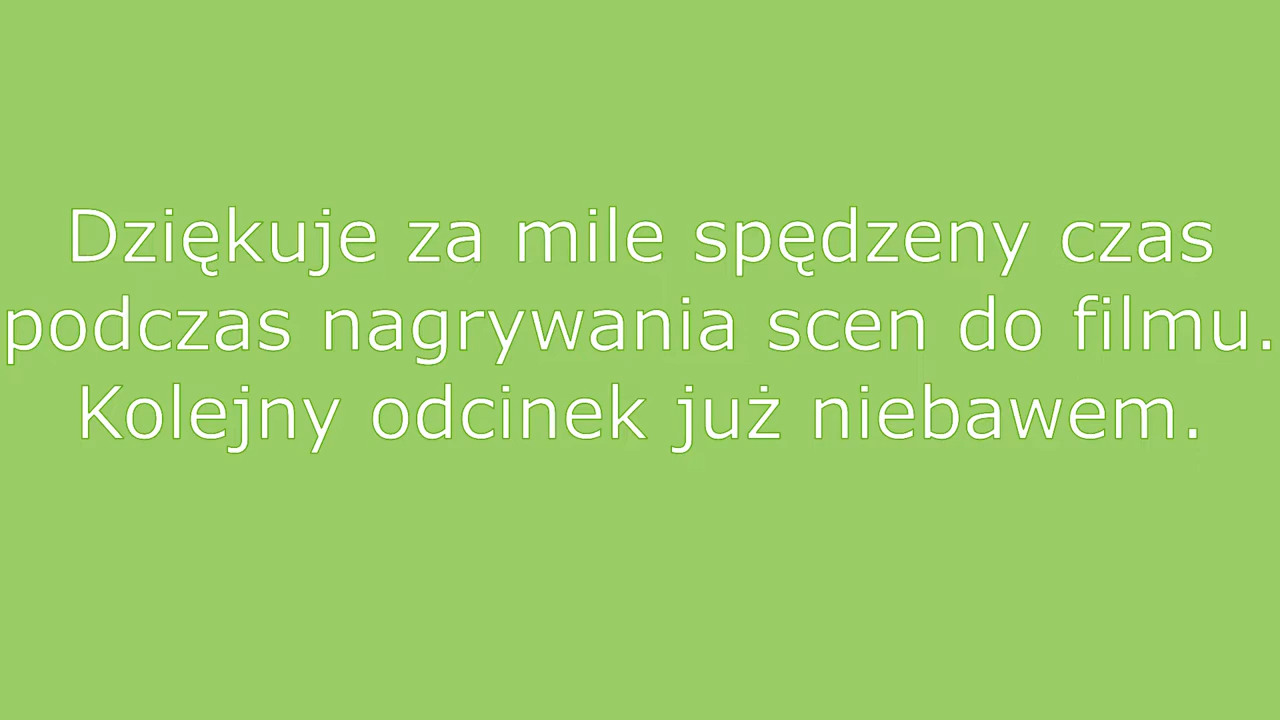 Dziękuje za mile spędzeny czas
podczas nagrywania scen do filmu.
Kolejny odcinek już niebawem.